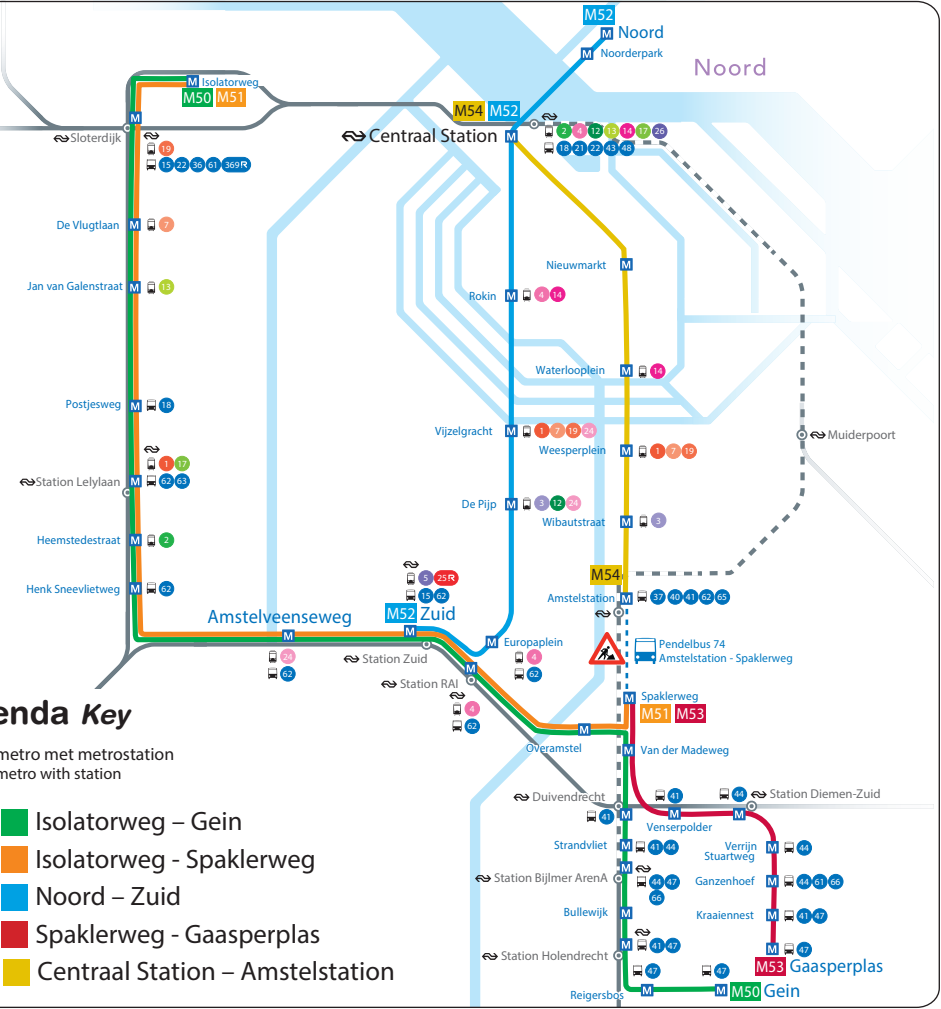 M52
Noord
Noorderpark
Noord
Isolatorweg
M50 M51
M54 M52
Centraal Station
2 4 12 13 14 17 26
18 21 22 43 48
Sloterdijk
19
15 22 36 61 369R
De Vlugtlaan
7
Jan van Galenstraat
13
Nieuwmarkt
Rokin
4 14
Waterlooplein
14
Postjesweg
18
Vijzelgracht
1 7 19 24
Weesperplein
1 7 19
Muiderpoort
1 17
Station Lelylaan
62 63
De Pijp
3 12 24
Wibautstraat
3
Heemstedestraat
2
Henk Sneevlietweg
62
5 25R
15 62
M54
Amstelstation
37 40 41 62 65
Amstelveenseweg
M52 Zuid
Europaplein
4
62
24
62
Station Zuid
Station RAI
4
62
Pendelbus 74
Amstelstation - Spaklerweg
Spaklerweg
M51 M53
Overamstel
Van der Madeweg
Duivendrecht
41
41
44
Station Diemen-Zuid
Venserpolder
Strandvliet
41 44
Verrijn
Stuartweg
44
Station Bijlmer ArenA
44 47
66
Ganzenhoef
44 61 66
Bullewijk
Kraaiennest
41 47
41 47
Station Holendrecht
47
M53 Gaasperplas
47
47
Reigersbos
M50 Gein
enda Key
metro met metrostation
metro with station
Isolatorweg – Gein
Isolatorweg - Spaklerweg
Noord – Zuid
Spaklerweg - Gaasperplas
Centraal Station – Amstelstation